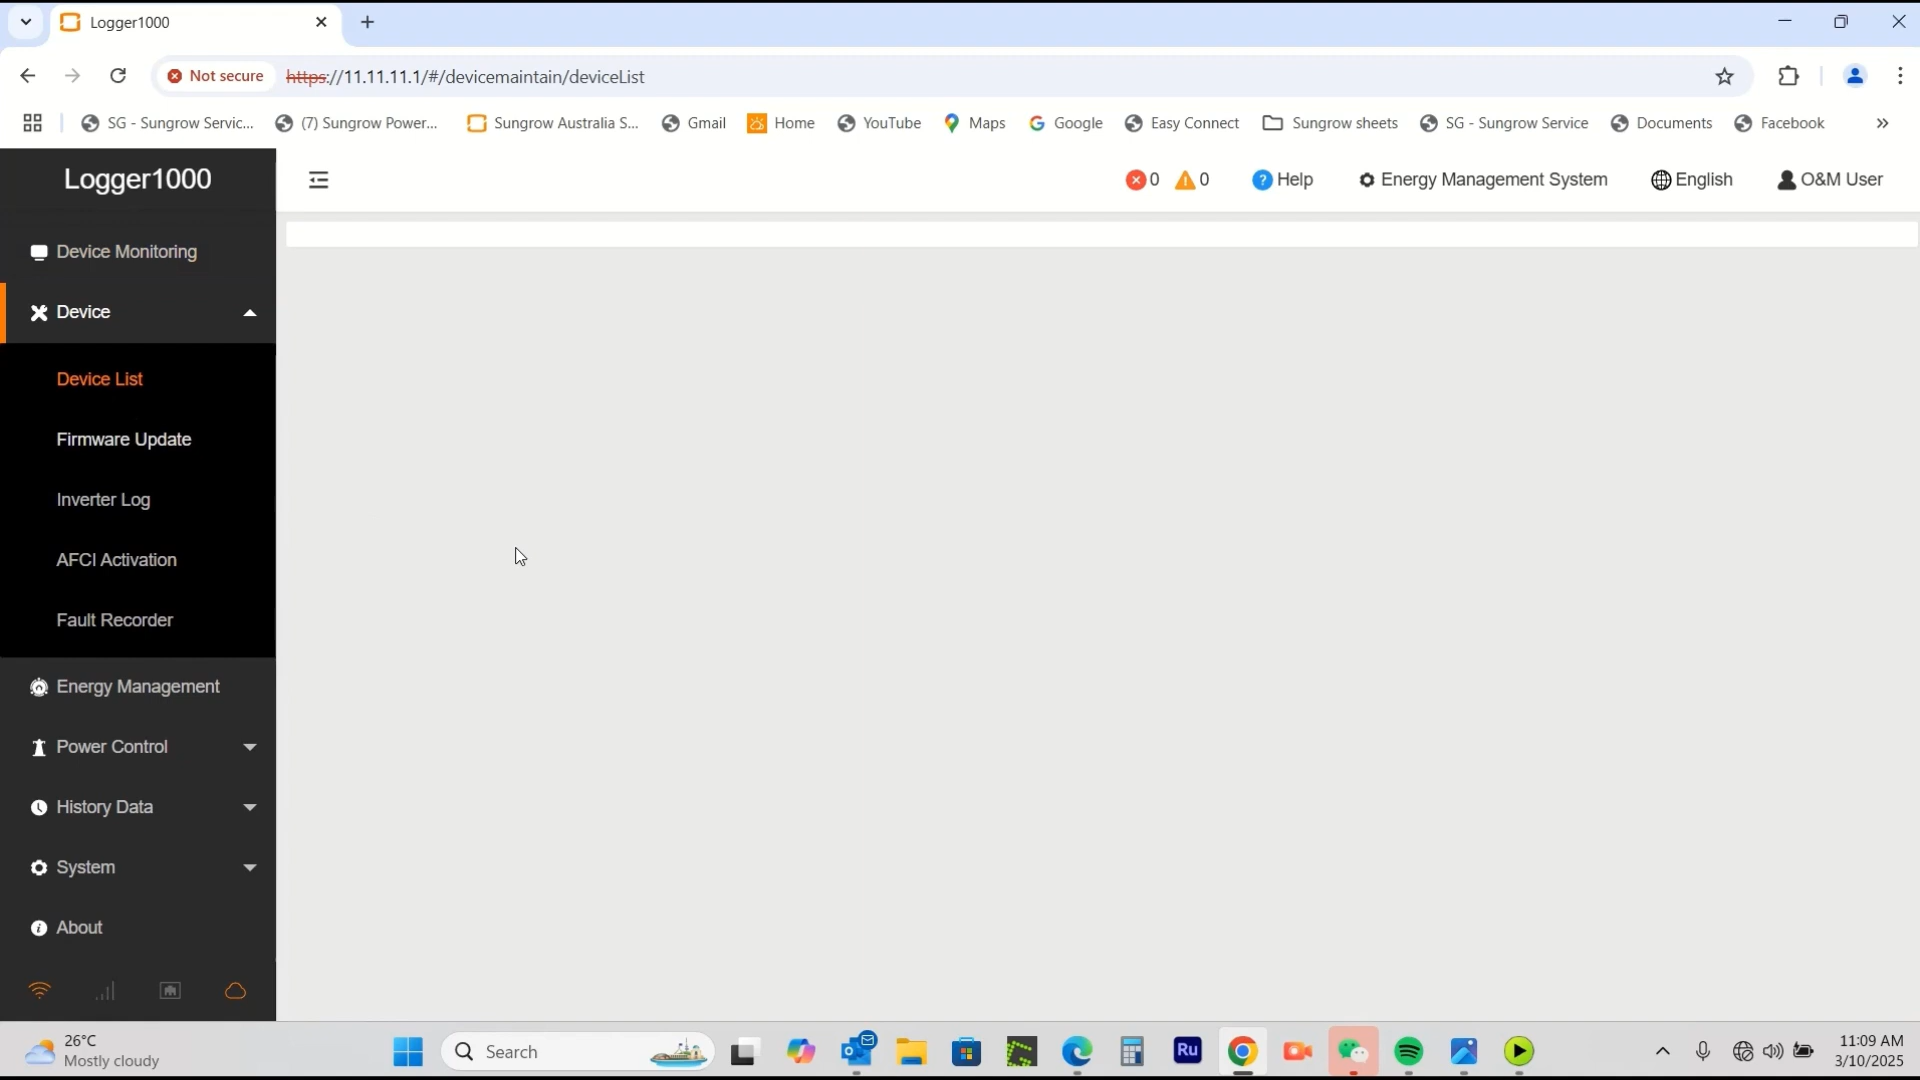 Logger1000
Not secure https://11.11.11.1/#/devicemaintain/deviceList
SG - Sungrow Servic... (7) Sungrow Power... Sungrow Australia S... Gmail Home YouTube Maps Google Easy Connect Sungrow sheets SG - Sungrow Service Documents Facebook »
Logger1000
0 0 Help Energy Management System English O&M User
Device Monitoring
Device
Device List
Firmware Update
Inverter Log
AFCI Activation
Fault Recorder
Energy Management
Power Control
History Data
System
About
26°C
Mostly cloudy
Search
Ru
11:09 AM
3/10/2025